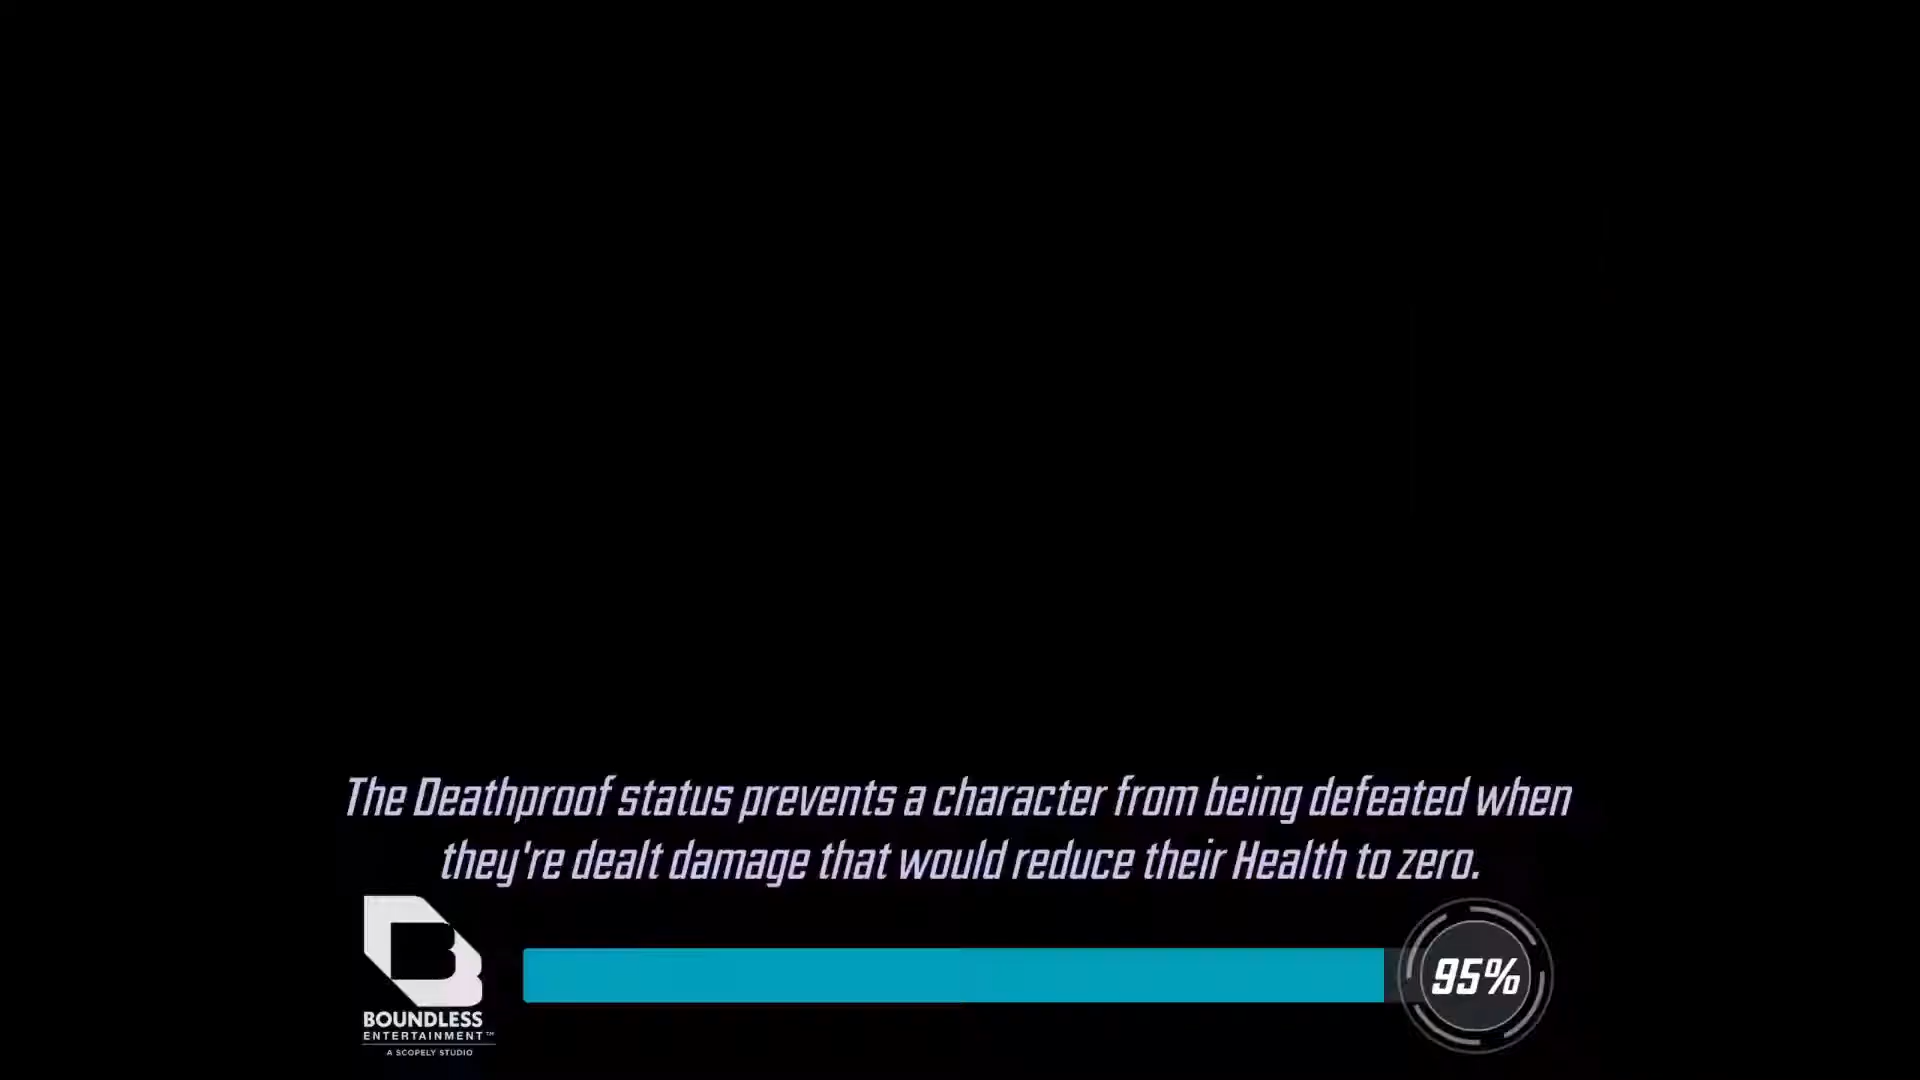 The Deathproof status prevents a character from being defeated when
they're dealt damage that would reduce their Health to zero.
BOUNDLESS
ENTERTAINMENT™
A SCOPELY STUDIO
95%